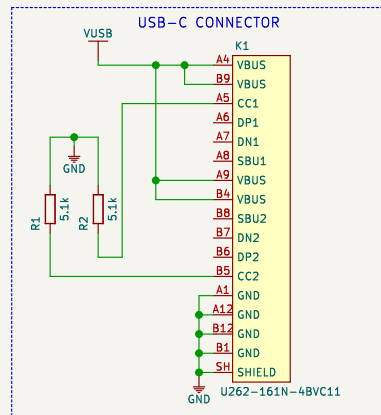 USB-C CONNECTOR
VUSB
K1
A4 VBUS
B9 VBUS
A5 CC1
A6 DP1
A7 DN1
A8 SBU1
A9 VBUS
B4 VBUS
B8 SBU2
B7 DN2
B6 DP2
B5 CC2
A1 GND
A12 GND
B12 GND
B1 GND
SH SHIELD
U262-161N-4BVC11
GND
R1 5.1k
R2 5.1k
GND